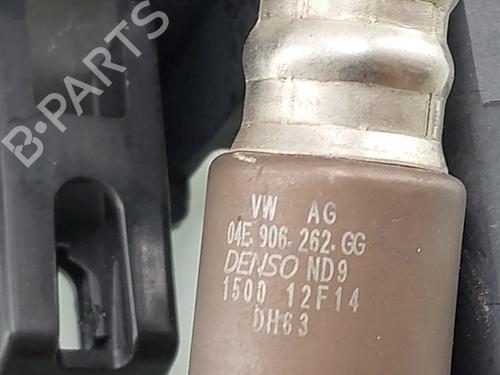 B-PARTS
VW AG
04E 906 262 GG
DENSO ND9
1500 12F14
DH63